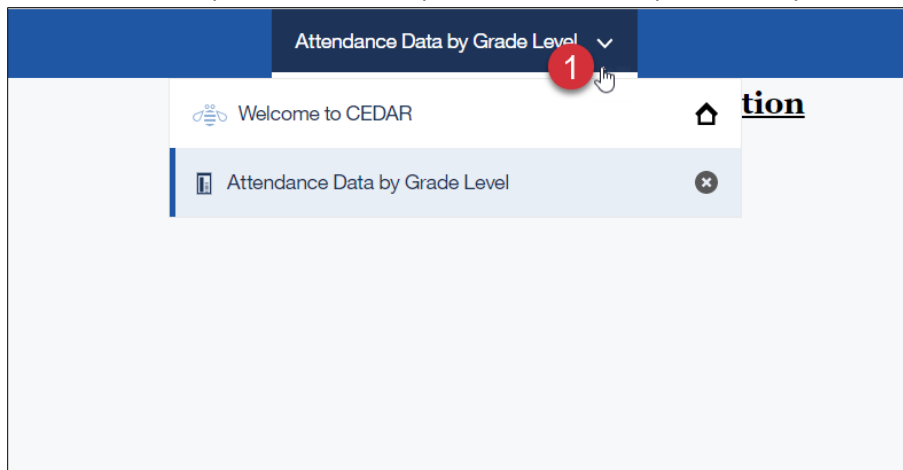 Attendance Data by Grade Level
1
Welcome to CEDAR
tion
Attendance Data by Grade Level